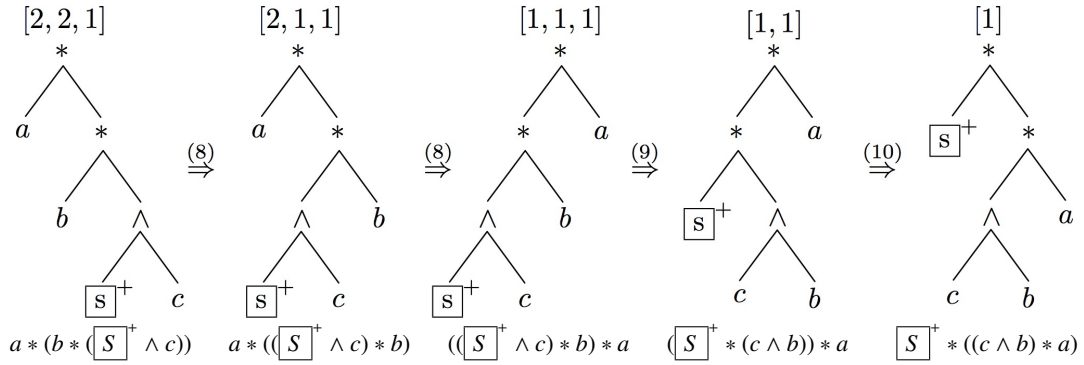 [2, 2, 1] [2, 1, 1] [1, 1, 1] [1, 1] [1]
* * * * *
a * a * * a * a s + *
(8) ⇒ (8) ⇒ (9) ⇒ (10) ⇒
b ∧ ∧ b ∧ b s + ∧ ∧ a
s + c s + c s + c c b c b
a ∗ (b ∗ (S + ∧ c)) a ∗ ((S + ∧ c) ∗ b) ((S + ∧ c) ∗ b) ∗ a (S + ∗ (c ∧ b)) ∗ a S + ∗ ((c ∧ b) ∗ a)